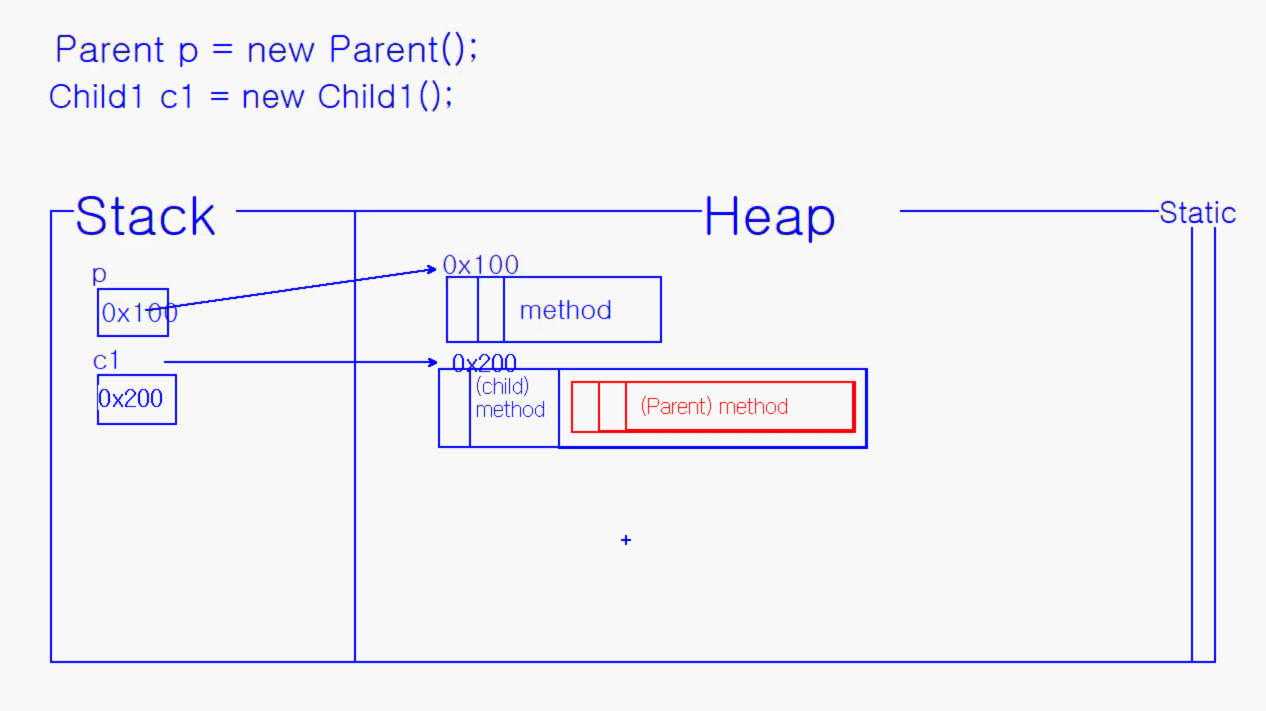 Parent p = new Parent();
Child1 c1 = new Child1();
Stack
Heap
Static
p
0x100
0x100
method
c1
0x200
0x200
(child)
method
(Parent) method